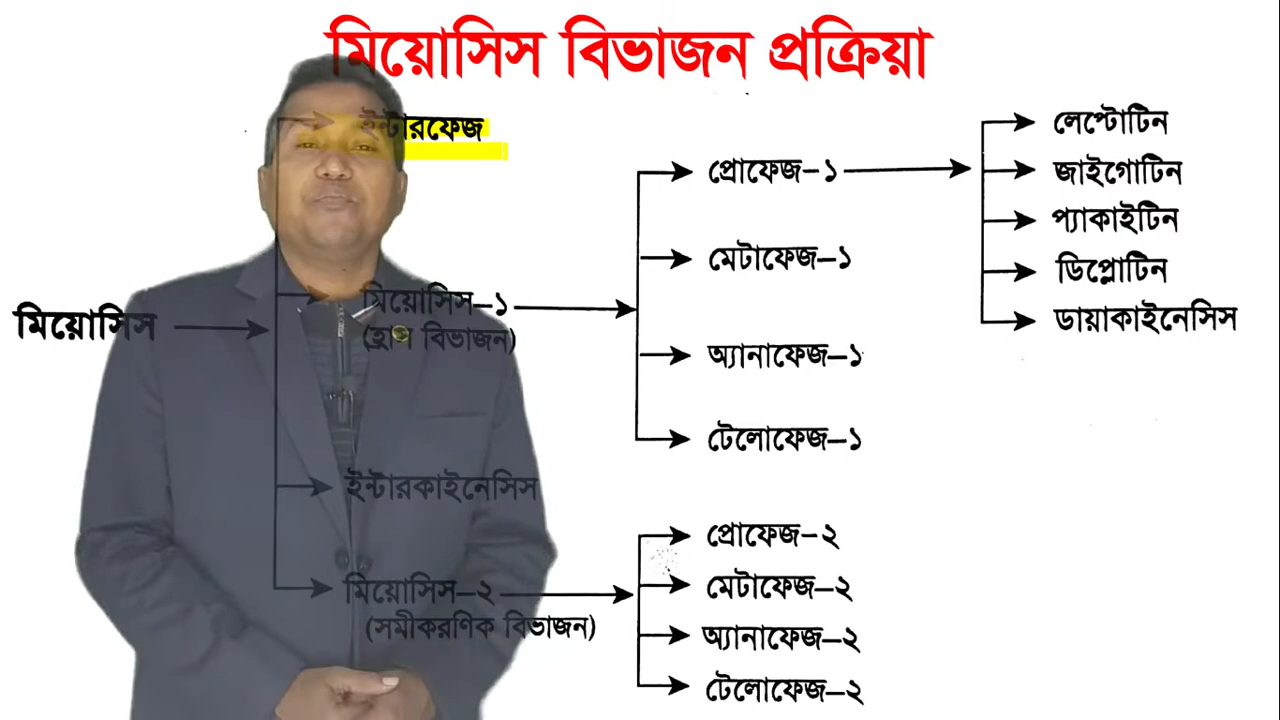 মিয়োসিস বিভাজন প্রক্রিয়া
ইন্টারফেজ
লেপ্টোটিন
প্রোফেজ-১
জাইগোটিন
প্যাকাইটিন
মেটাফেজ-১
ডিপ্লোটিন
মিয়োসিস
মিয়োসিস-১
(হ্রাস বিভাজন)
ডায়াকাইনেসিস
অ্যানাফেজ-১
টেলোফেজ-১
ইন্টারকাইনেসিস
প্রোফেজ-২
মিয়োসিস-২
(সমীকরণিক বিভাজন)
মেটাফেজ-২
অ্যানাফেজ-২
টেলোফেজ-২